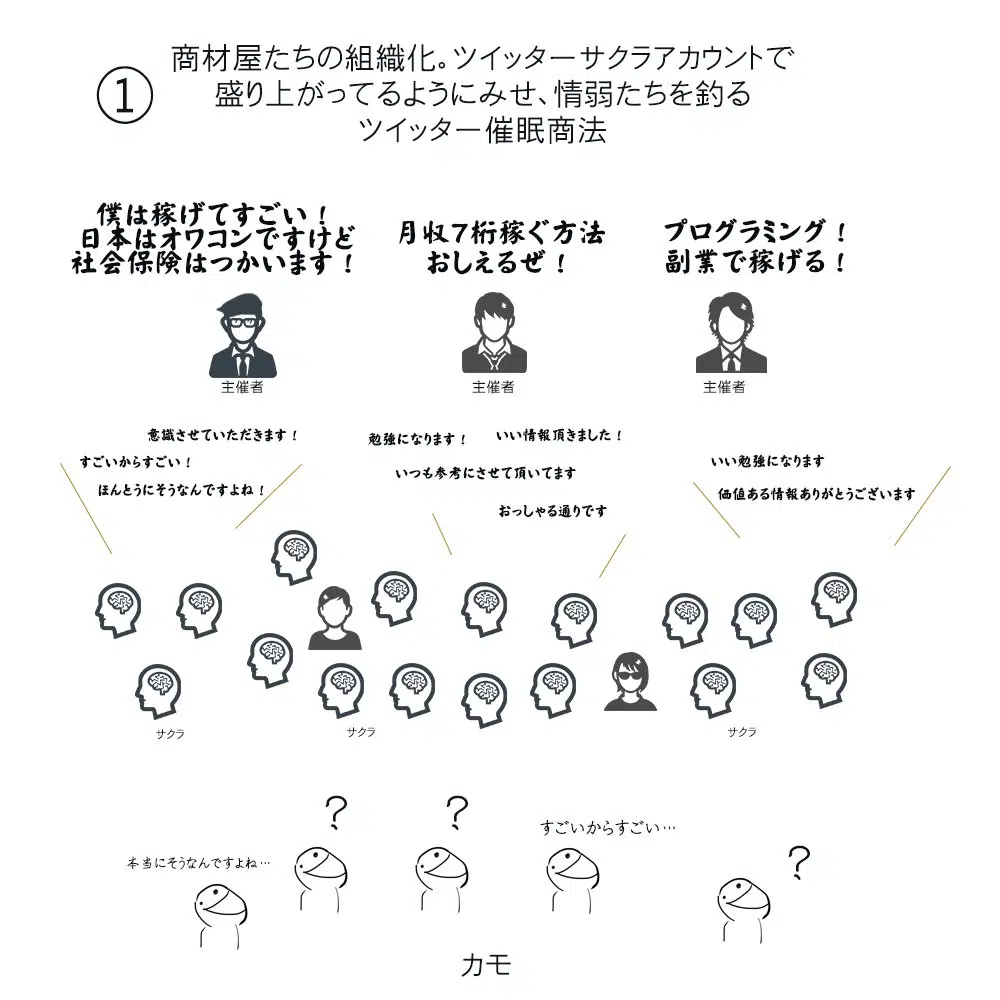 ①
商材屋たちの組織化。ツイッターサクラアカウントで
盛り上がってるようにみせ、情弱たちを釣る
ツイッター催眠商法
僕は稼げてすごい！
日本はオワコンですけど
社会保険はつかいます！
月収7桁稼ぐ方法
おしえるぜ！
プログラミング！
副業で稼げる！
主催者
主催者
主催者
意識させていただきます！
すごいからすごい！
ほんとうにそうなんですよね！
勉強になります！
いい情報頂きました！
いつも参考にさせて頂いてます
おっしゃる通りです
いい勉強になります
価値ある情報ありがとうございます
サクラ
サクラ
サクラ
？
？
すごいからすごい…
本当にそうなんですよね…
？
カモ